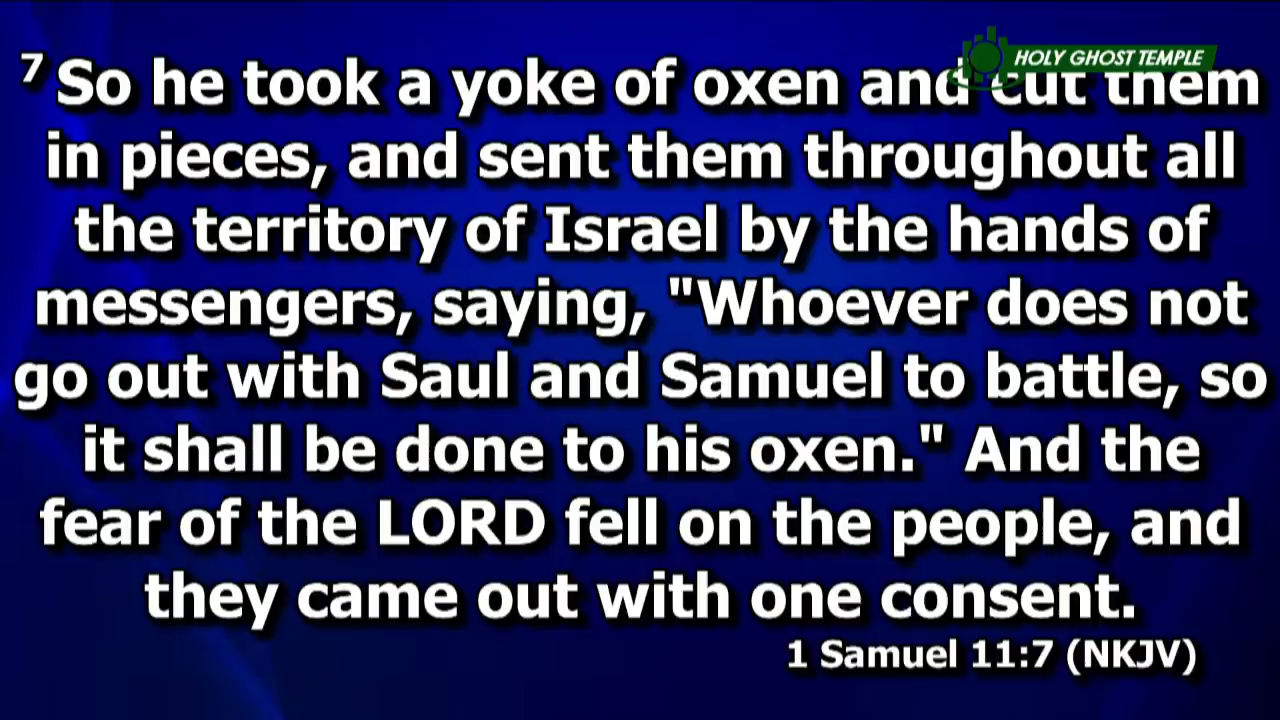 HOLY GHOST TEMPLE
7 So he took a yoke of oxen and cut them
in pieces, and sent them throughout all
the territory of Israel by the hands of
messengers, saying, "Whoever does not
go out with Saul and Samuel to battle, so
it shall be done to his oxen." And the
fear of the LORD fell on the people, and
they came out with one consent.
1 Samuel 11:7 (NKJV)